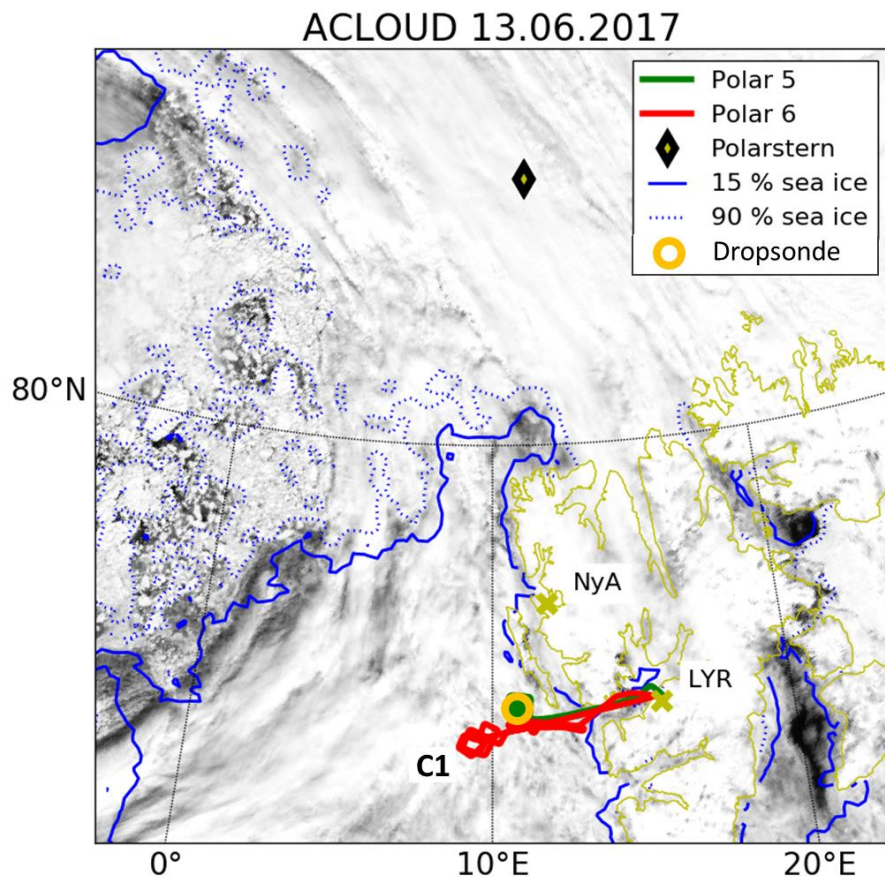 ACLOUD 13.06.2017
Polar 5
Polar 6
Polarstern
15 % sea ice
90 % sea ice
Dropsonde
80°N
NyA
LYR
C1
0°
10°E
20°E